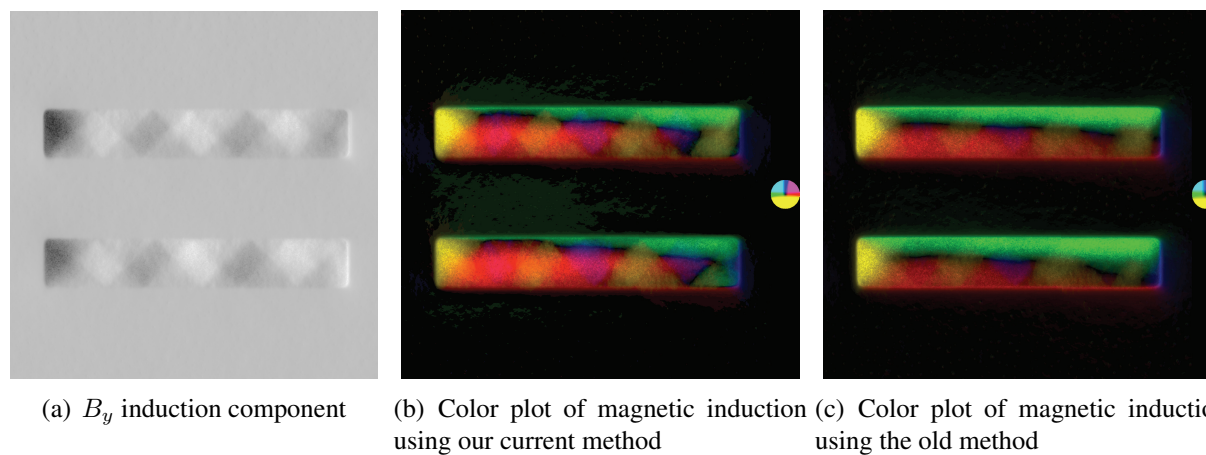 (a) B_y induction component
(b) Color plot of magnetic induction
using our current method
(c) Color plot of magnetic
using the old method